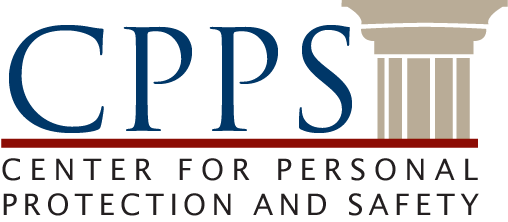 CPPS
CENTER FOR PERSONAL
PROTECTION AND SAFETY